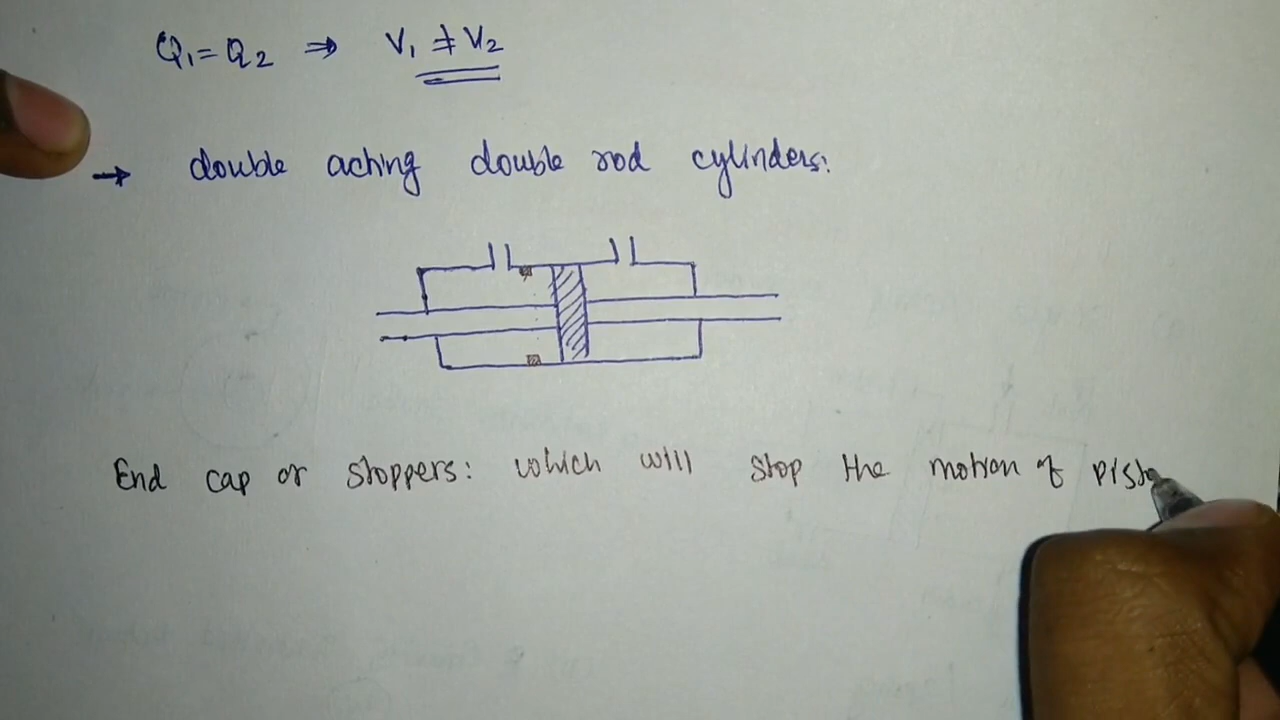 Q₁=Q₂ ⇒ V₁ ≠ V₂
→ double acting double rod cylinders:
End cap or stoppers: which will stop the motion of pisto